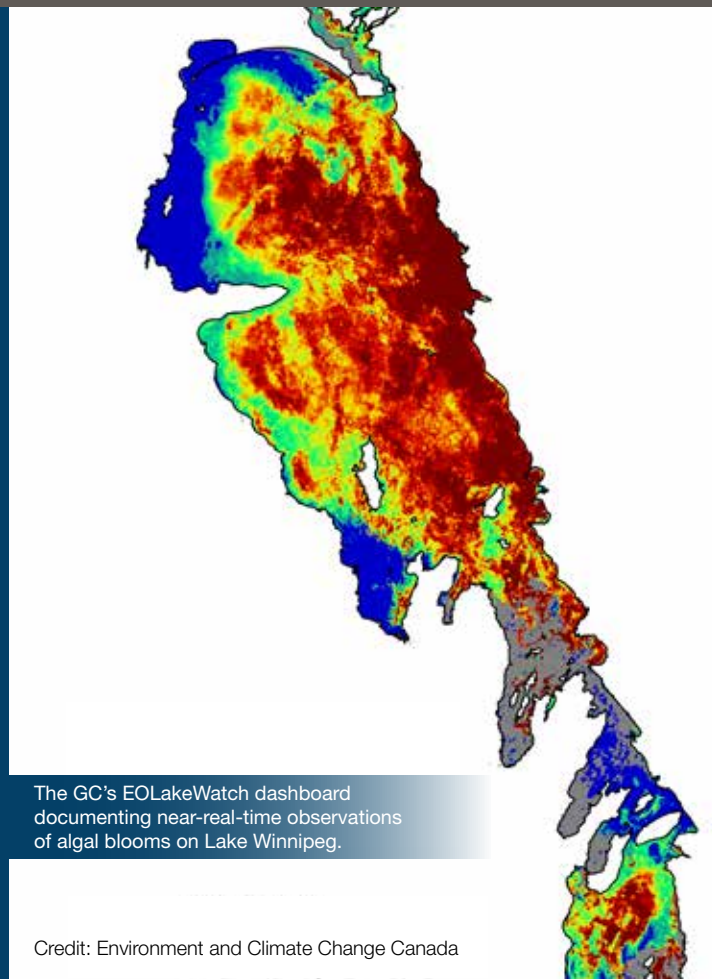 The GC's EOLakeWatch dashboard
documenting near-real-time observations
of algal blooms on Lake Winnipeg.
Credit: Environment and Climate Change Canada